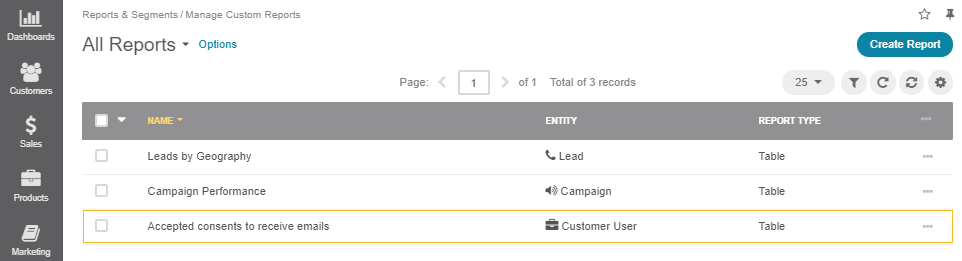 Dashboards
Customers
Sales
Products
Marketing
Reports & Segments / Manage Custom Reports
All Reports Options
Create Report
Page: 1 of 1 Total of 3 records
25
NAME ENTITY REPORT TYPE
Leads by Geography Lead Table
Campaign Performance Campaign Table
Accepted consents to receive emails Customer User Table